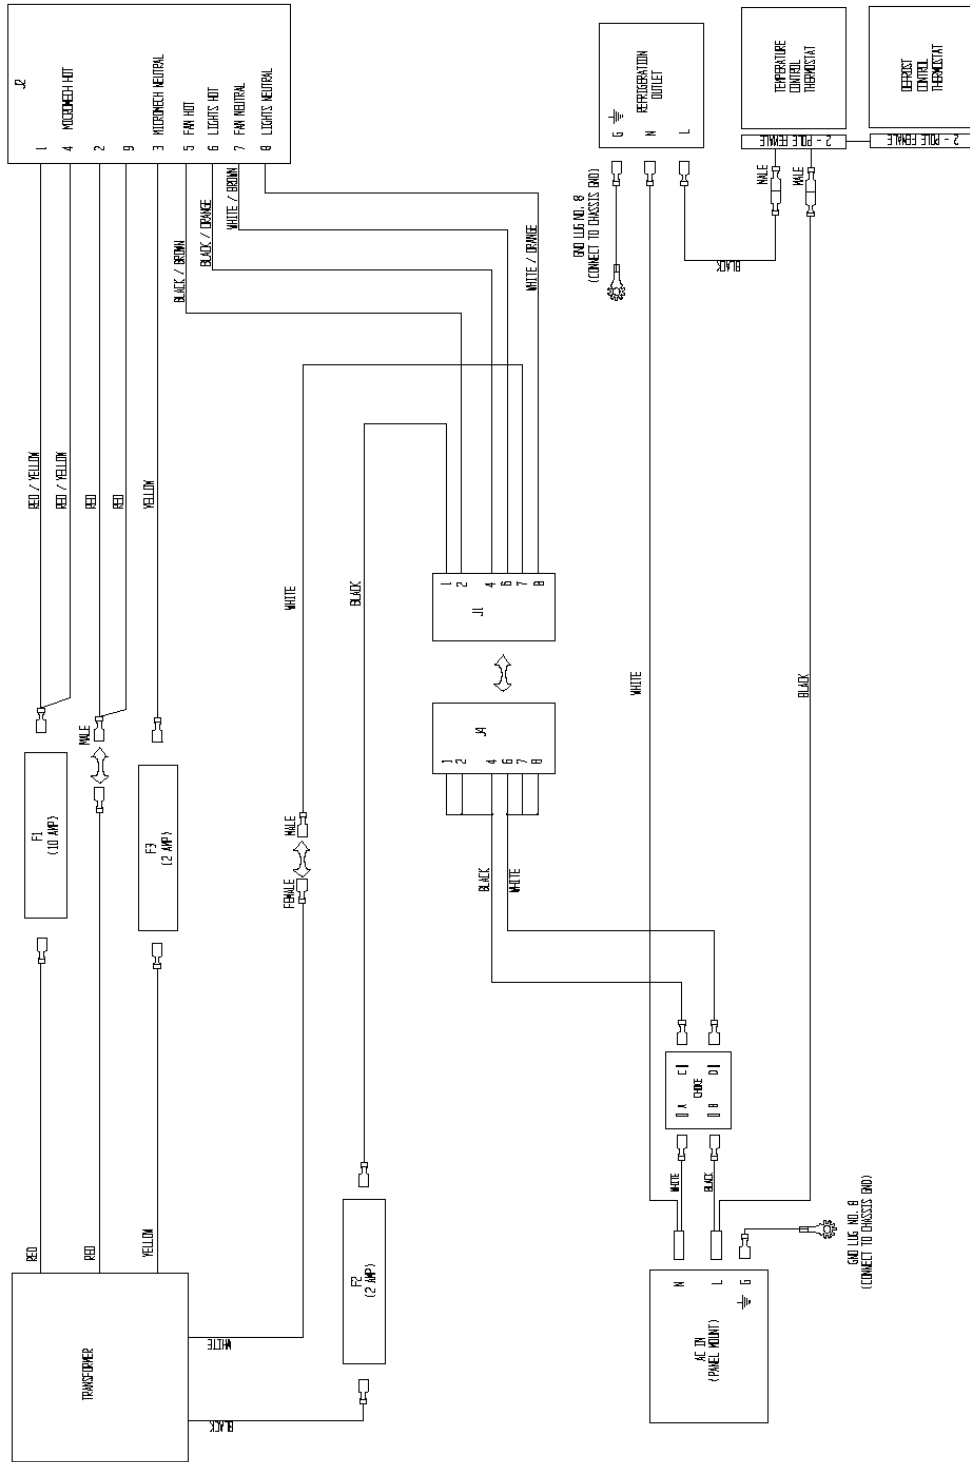 J2
1
4 MICROMECH HOT
2
9
3 MICROMECH NEUTRAL
5 FAN HOT
6 LIGHTS HOT
7 FAN NEUTRAL
8 LIGHTS NEUTRAL
REFRIGERATION
OUTLET
G
N
L
TEMPERATURE
CONTROL
THERMOSTAT
DEFROST
CONTROL
THERMOSTAT
2 - POLE FEMALE
2 - POLE FEMALE
MALE
MALE
GND LUG NO. 8
(CONNECT TO CHASSIS GND)
BLACK
BLACK / BROWN
BLACK / ORANGE
WHITE / BROWN
WHITE / ORANGE
RED / YELLOW
RED / YELLOW
RED
RED
YELLOW
WHITE
BLACK
1
2
4
6
7
8
J1
WHITE
BLACK
J4
1
2
4
6
7
8
MALE
F1
(10 AMP)
F3
(2 AMP)
MALE
FEMALE
BLACK
WHITE
A
C
CHOKE
B
D
WHITE
BLACK
RED
RED
YELLOW
F2
(2 AMP)
GND LUG NO. 8
(CONNECT TO CHASSIS GND)
N
L
G
AC IN
(PANEL MOUNT)
TRANSFORMER
WHITE
BLACK